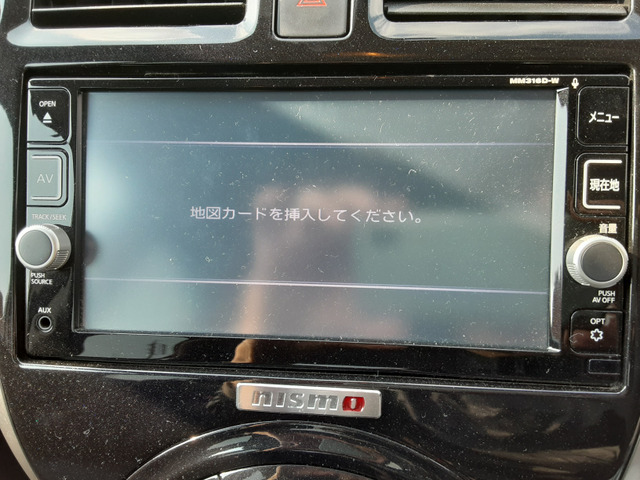 MM316D-W
OPEN
メニュー
AV
現在地
TRACK/SEEK
地図カードを挿入してください。
音量
PUSH
SOURCE
PUSH
AV OFF
AUX
OPT
nismo